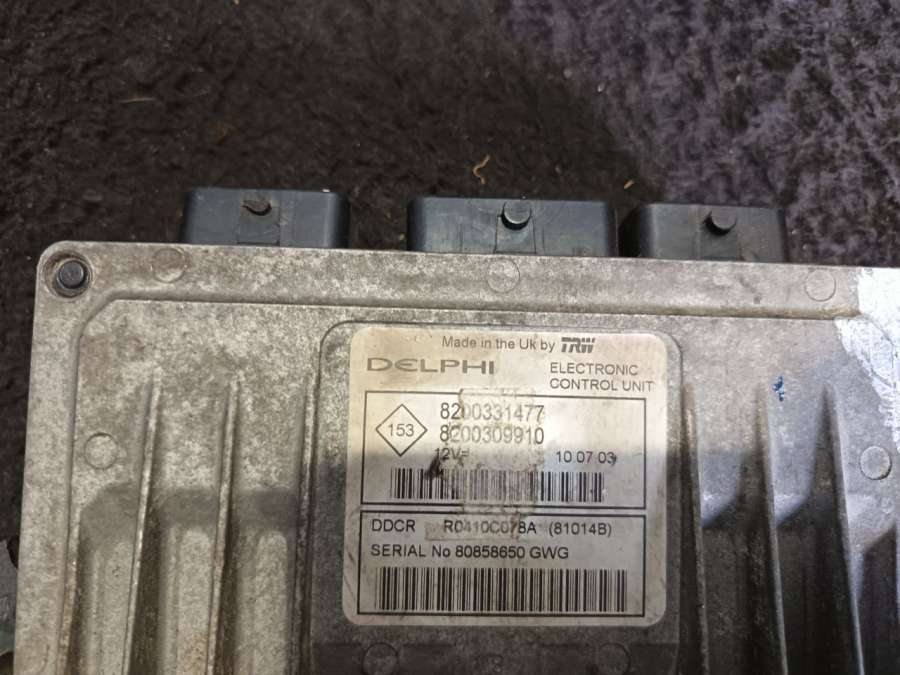 Made in the Uk by TRW
DELPHI
ELECTRONIC
CONTROL UNIT
8200331477
153
8200309910
12V= 10 07 03
DDCR R0410C078A (81014B)
SERIAL No 80858650 GWG